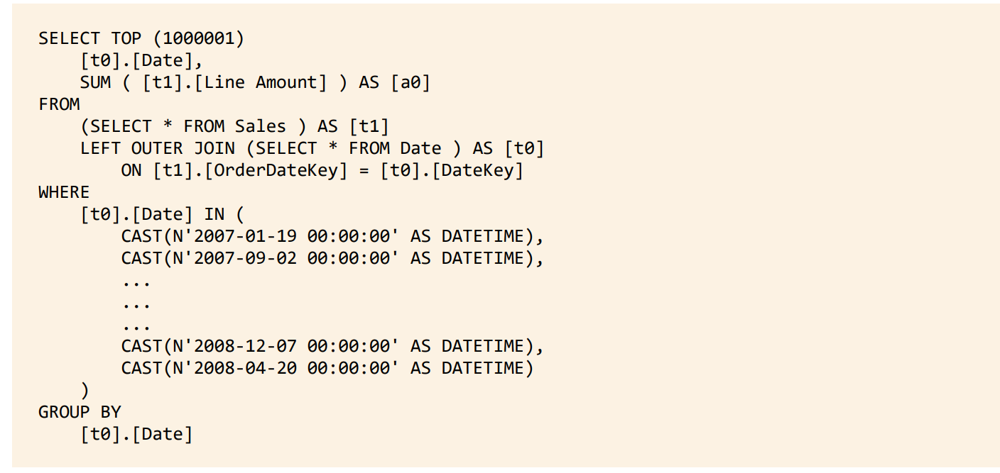 SELECT TOP (1000001)
    [t0].[Date],
    SUM ( [t1].[Line Amount] ) AS [a0]
FROM
    (SELECT * FROM Sales ) AS [t1]
    LEFT OUTER JOIN (SELECT * FROM Date ) AS [t0]
        ON [t1].[OrderDateKey] = [t0].[DateKey]
WHERE
    [t0].[Date] IN (
        CAST(N'2007-01-19 00:00:00' AS DATETIME),
        CAST(N'2007-09-02 00:00:00' AS DATETIME),
        ...
        ...
        ...
        CAST(N'2008-12-07 00:00:00' AS DATETIME),
        CAST(N'2008-04-20 00:00:00' AS DATETIME)
    )
GROUP BY
    [t0].[Date]